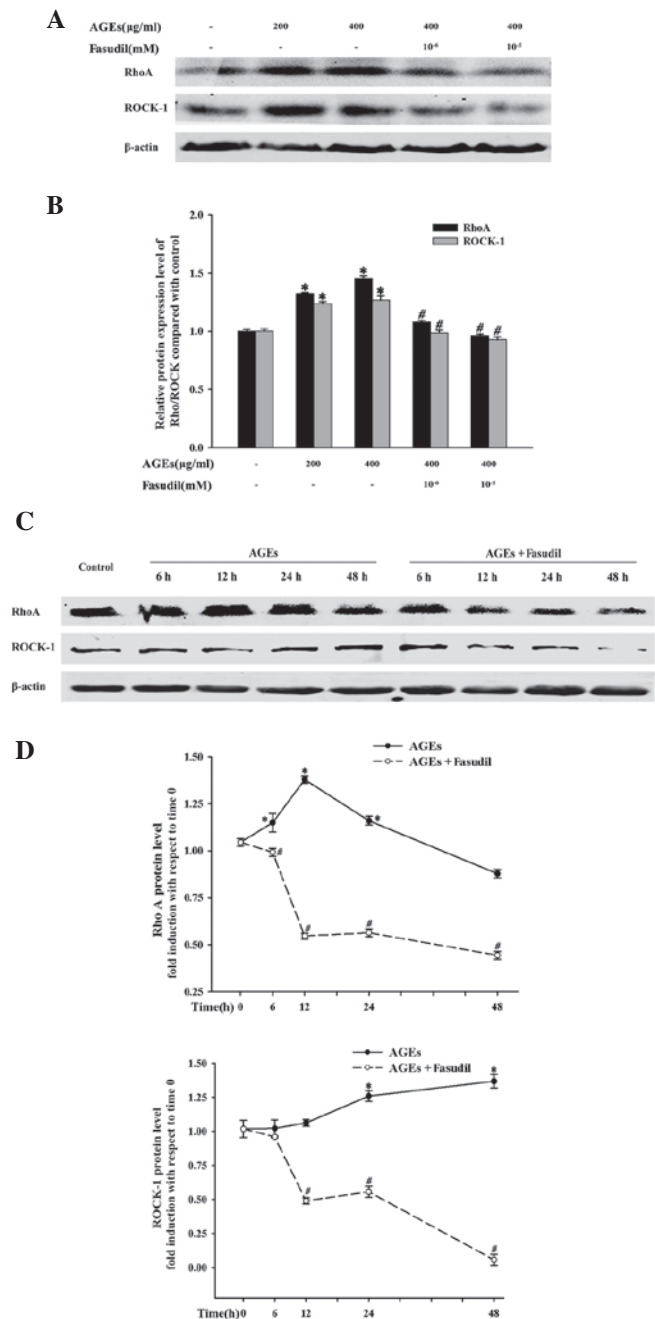 A
AGEs(µg/ml) - 200 400 400 400
Fasudil(mM) - - - 10⁻⁶ 10⁻⁵
RhoA
ROCK-1
β-actin
B
2.0
1.5
1.0
0.5
0.0
Relative protein expression level of
Rho/ROCK compared with control
RhoA
ROCK-1
* * * * # # # #
AGEs(µg/ml) - 200 400 400 400
Fasudil(mM) - - - 10⁻⁶ 10⁻⁵
C
Control AGEs AGEs + Fasudil
6 h 12 h 24 h 48 h 6 h 12 h 24 h 48 h
RhoA
ROCK-1
β-actin
D
AGEs
AGEs + Fasudil
1.50
1.25
1.00
0.75
0.50
0.25
Rho A protein level
fold induction with respect to time 0
* * * # # # #
Time(h) 0 6 12 24 48
AGEs
AGEs + Fasudil
1.50
1.25
1.00
0.75
0.50
0.25
0.00
ROCK-1 protein level
fold induction with respect to time 0
* * # # #
Time(h) 0 6 12 24 48